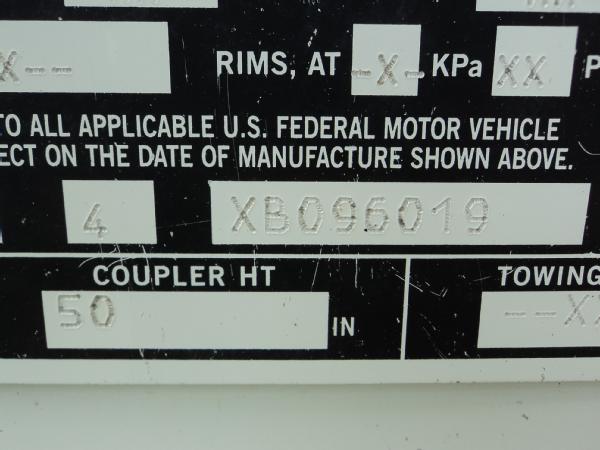 X-- RIMS, AT -X- KPa XX P
TO ALL APPLICABLE U.S. FEDERAL MOTOR VEHICLE
ECT ON THE DATE OF MANUFACTURE SHOWN ABOVE.
4 XB096019
COUPLER HT TOWING
50 IN --XX